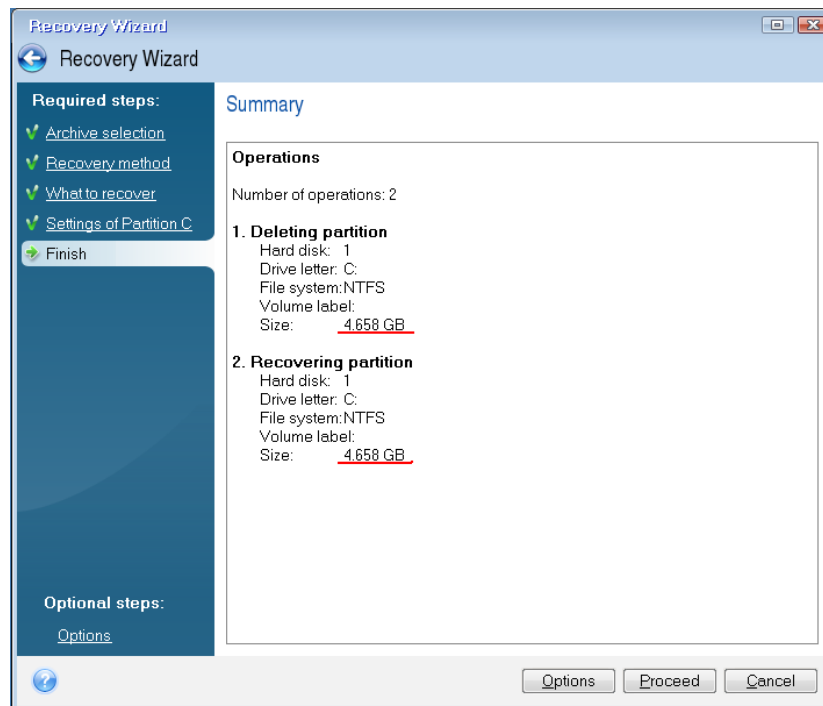 Recovery Wizard
Recovery Wizard
Required steps:
Archive selection
Recovery method
What to recover
Settings of Partition C
Finish
Optional steps:
Options
Summary
Operations
Number of operations: 2
1. Deleting partition
Hard disk: 1
Drive letter: C:
File system:NTFS
Volume label:
Size: 4.658 GB
2. Recovering partition
Hard disk: 1
Drive letter: C:
File system:NTFS
Volume label:
Size: 4.658 GB
?
Options
Proceed
Cancel